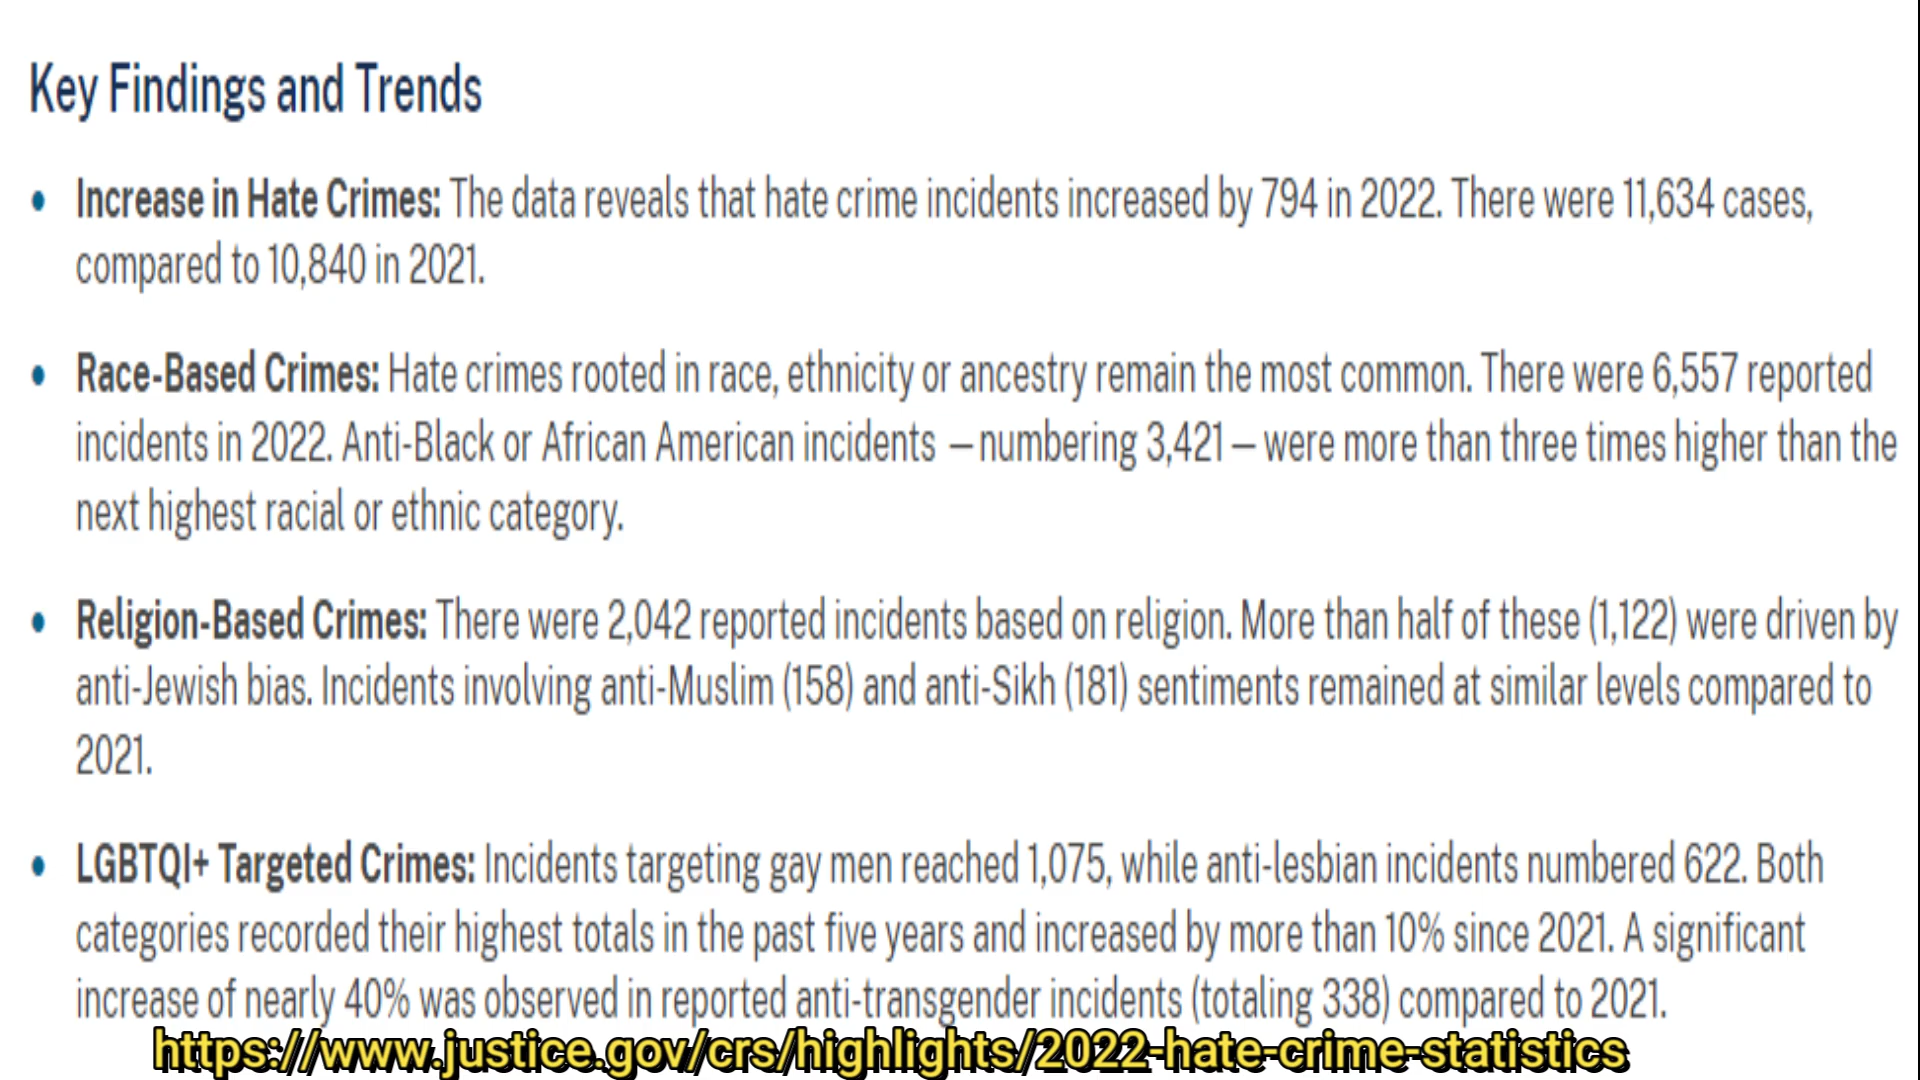 Key Findings and Trends
• Increase in Hate Crimes: The data reveals that hate crime incidents increased by 794 in 2022. There were 11,634 cases,
compared to 10,840 in 2021.
• Race-Based Crimes: Hate crimes rooted in race, ethnicity or ancestry remain the most common. There were 6,557 reported
incidents in 2022. Anti-Black or African American incidents – numbering 3,421 – were more than three times higher than the
next highest racial or ethnic category.
• Religion-Based Crimes: There were 2,042 reported incidents based on religion. More than half of these (1,122) were driven by
anti-Jewish bias. Incidents involving anti-Muslim (158) and anti-Sikh (181) sentiments remained at similar levels compared to
2021.
• LGBTQI+ Targeted Crimes: Incidents targeting gay men reached 1,075, while anti-lesbian incidents numbered 622. Both
categories recorded their highest totals in the past five years and increased by more than 10% since 2021. A significant
increase of nearly 40% was observed in reported anti-transgender incidents (totaling 338) compared to 2021.
https://www.justice.gov/crs/highlights/2022-hate-crime-statistics